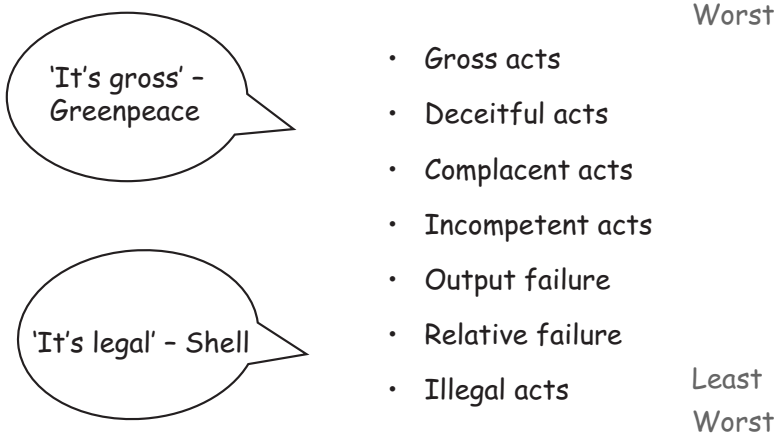 Worst
‘It’s gross’ –
Greenpeace
• Gross acts
• Deceitful acts
• Complacent acts
• Incompetent acts
• Output failure
‘It’s legal’ – Shell
• Relative failure
• Illegal acts
Least
Worst